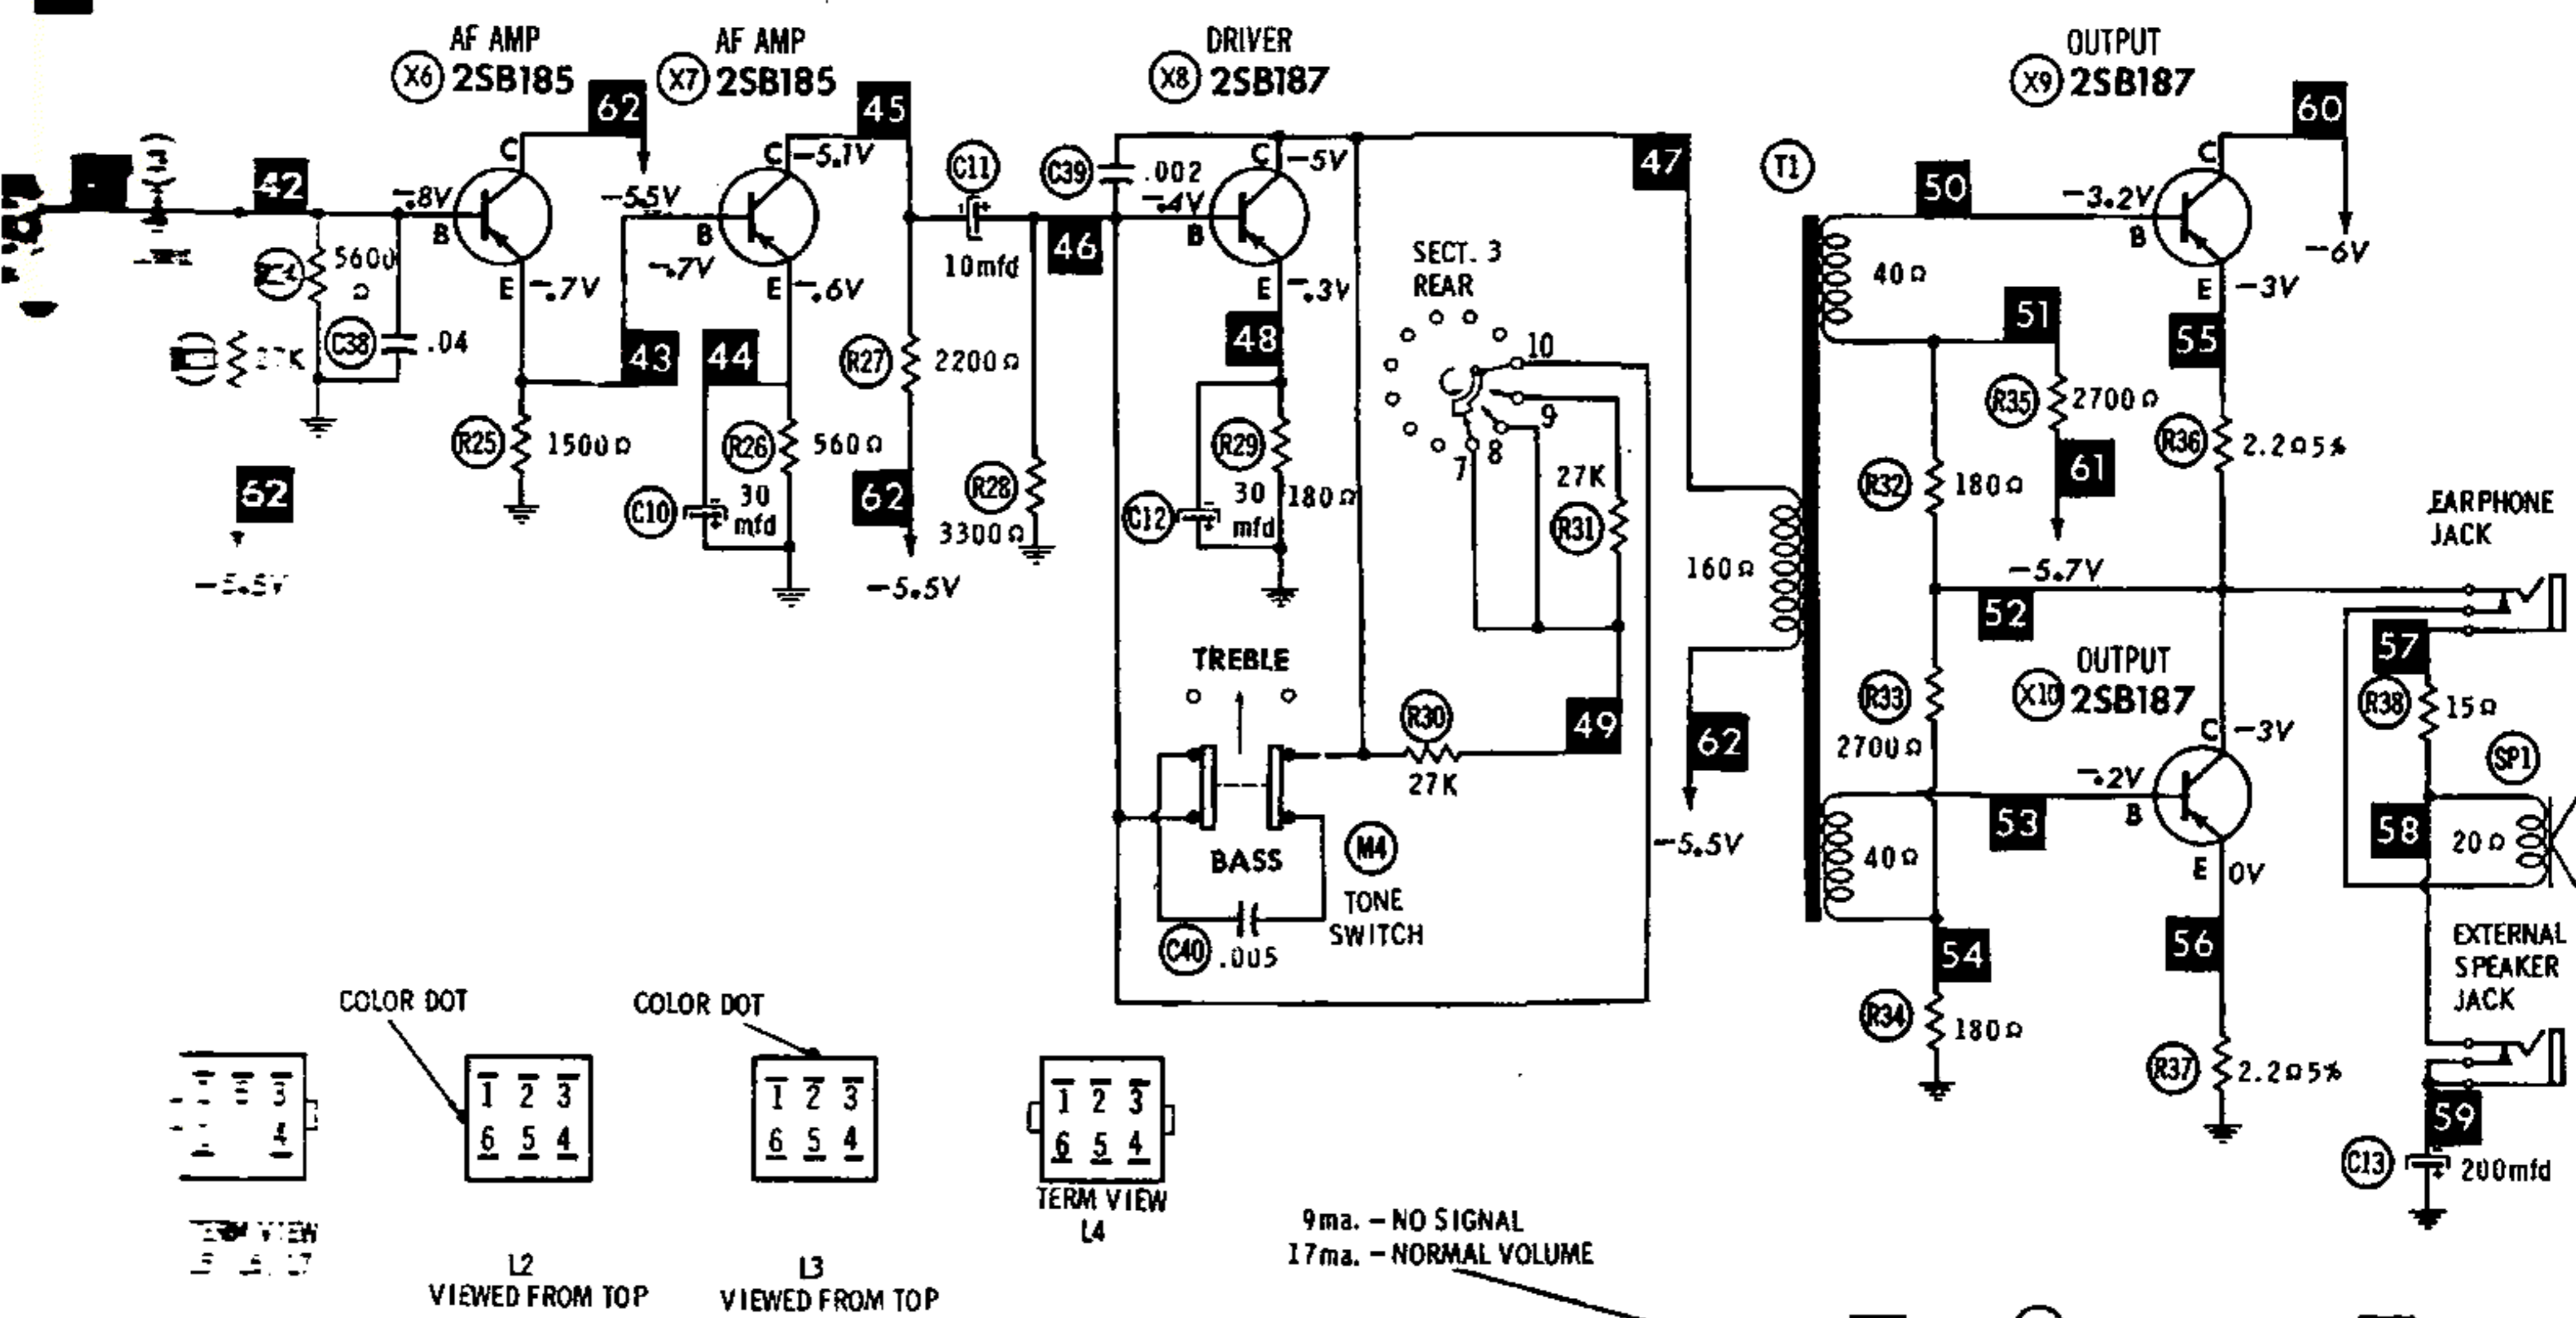 AF AMP
X6 2SB185
AF AMP
X7 2SB185
DRIVER
X8 2SB187
OUTPUT
X9 2SB187
62
45
60
C
C
-5.1V
C11
C39
.002
C
-5V
47
T1
C
42
-.8V
-5.5V
-.4V
50
-3.2V
B
B
46
B
B
-6V
5600
Ω
-.7V
10mfd
SECT. 3
REAR
40Ω
E
-.7V
E
-.6V
E
-.3V
E
-3V
51
C38
.04
43
44
R27
2200Ω
48
10
55
27K
9
R35
2700Ω
R25
1500Ω
R26
560Ω
R29
7
8
R36
2.2Ω5%
62
C10
30
mfd
62
R28
3300Ω
C12
30
mfd
180Ω
27K
R31
R32
180Ω
61
EARPHONE
JACK
-5.5V
-5.5V
160Ω
-5.7V
52
57
TREBLE
OUTPUT
X10 2SB187
R33
2700Ω
R38
15Ω
R30
27K
49
62
C
-3V
SP1
-.2V
B
53
58
20Ω
BASS
M4
TONE
SWITCH
-5.5V
40Ω
E
0V
C40
.005
54
56
EXTERNAL
SPEAKER
JACK
COLOR DOT
COLOR DOT
R34
180Ω
R37
2.2Ω5%
3
4
1 2 3
6 5 4
1 2 3
6 5 4
1 2 3
6 5 4
59
C13
200mfd
TERM VIEW
L4
VIEW
9ma. - NO SIGNAL
17ma. - NORMAL VOLUME
L2
VIEWED FROM TOP
L3
VIEWED FROM TOP